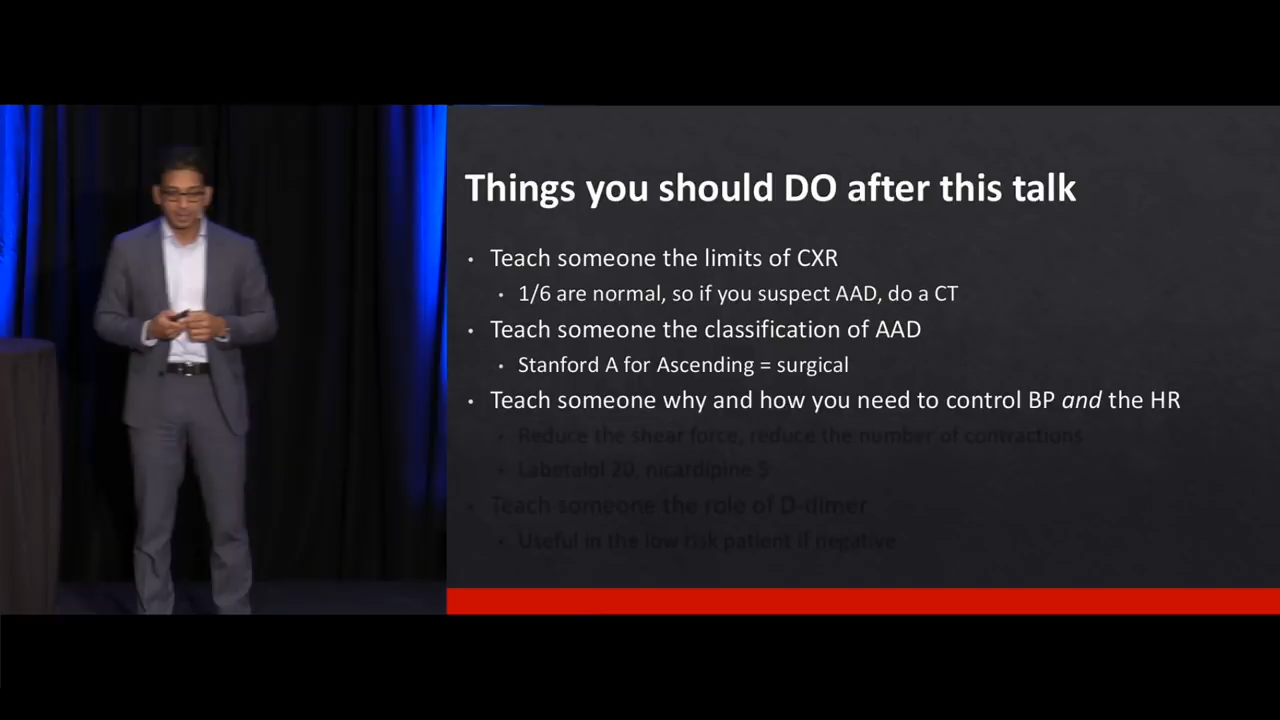 Things you should DO after this talk
• Teach someone the limits of CXR
• 1/6 are normal, so if you suspect AAD, do a CT
• Teach someone the classification of AAD
• Stanford A for Ascending = surgical
• Teach someone why and how you need to control BP and the HR
• Reduce the shear force, reduce the number of contractions
• Labetalol 20, nicardipine 5
• Teach someone the role of D-dimer
• Useful in the low risk patient if negative